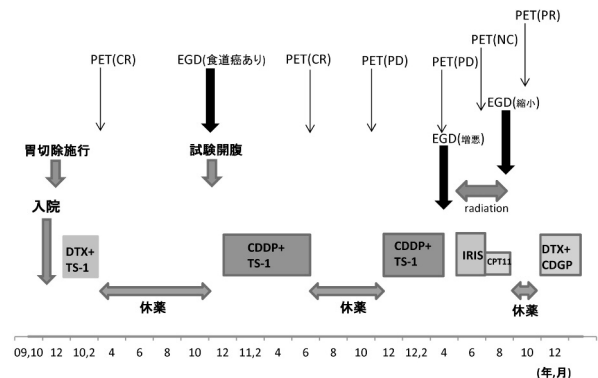 PET(PR)
PET(NC)
PET(CR)
EGD(食道癌あり)
PET(CR)
PET(PD)
PET(PD)
EGD(縮小)
EGD(増悪)
胃切除施行
試験開腹
入院
radiation
DTX+
TS-1
CDDP+
TS-1
CDDP+
TS-1
IRIS
CPT11
DTX+
CDGP
休薬
休薬
休薬
09,10 12 10,2 4 6 8 10 12 11,2 4 6 8 10 12 12,2 4 6 8 10 12
(年,月)